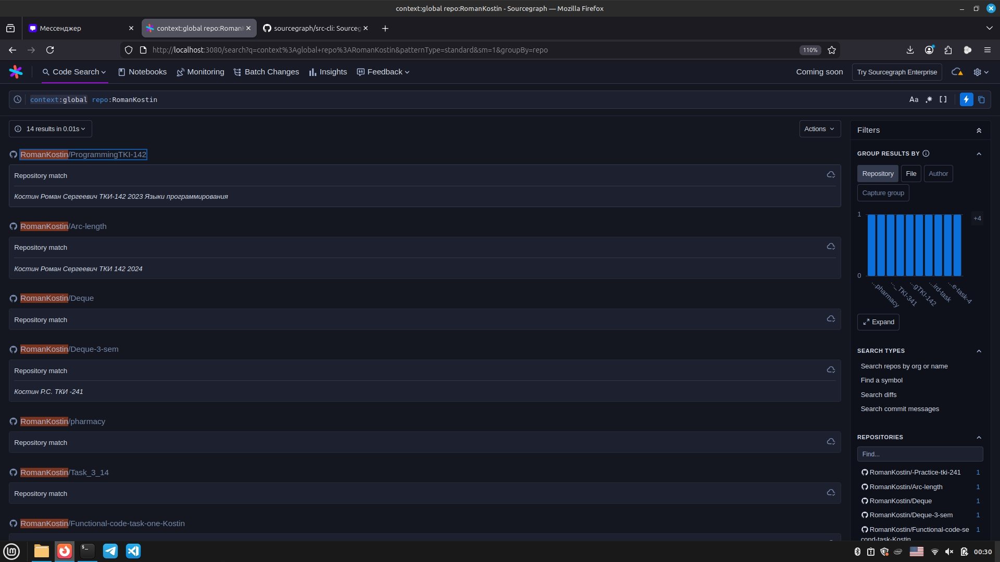 context:global repo:RomanKostin - Sourcegraph — Mozilla Firefox
Мессенджер
context:global repo:Roman
sourcegraph/src-cli: Sourceg
http://localhost:3080/search?q=context%3Aglobal+repo%3ARomanKostin&patternType=standard&sm=1&groupBy=repo
110%
Code Search
Notebooks
Monitoring
Batch Changes
Insights
Feedback
Coming soon
Try Sourcegraph Enterprise
context:global repo:RomanKostin
Aa
14 results in 0.01s
Actions
RomanKostin/ProgrammingTKI-142
Repository match
Костин Роман Сергеевич ТКИ-142 2023 Языки программирования
RomanKostin/Arc-length
Repository match
Костин Роман Сергеевич ТКИ 142 2024
RomanKostin/Deque
Repository match
RomanKostin/Deque-3-sem
Repository match
Костин Р.С. ТКИ -241
RomanKostin/pharmacy
Repository match
RomanKostin/Task_3_14
Repository match
RomanKostin/Functional-code-task-one-Kostin
Filters
GROUP RESULTS BY
Repository
File
Author
Capture group
1
+4
0
...pharmacy
..._ TKI-341
...gTKI-142
...ird-task
...e-task-4
Expand
SEARCH TYPES
Search repos by org or name
Find a symbol
Search diffs
Search commit messages
REPOSITORIES
Find...
RomanKostin/-Practice-tki-241 1
RomanKostin/Arc-length 1
RomanKostin/Deque 1
RomanKostin/Deque-3-sem 1
RomanKostin/Functional-code-se 1
cond-task-Kostin
00:30